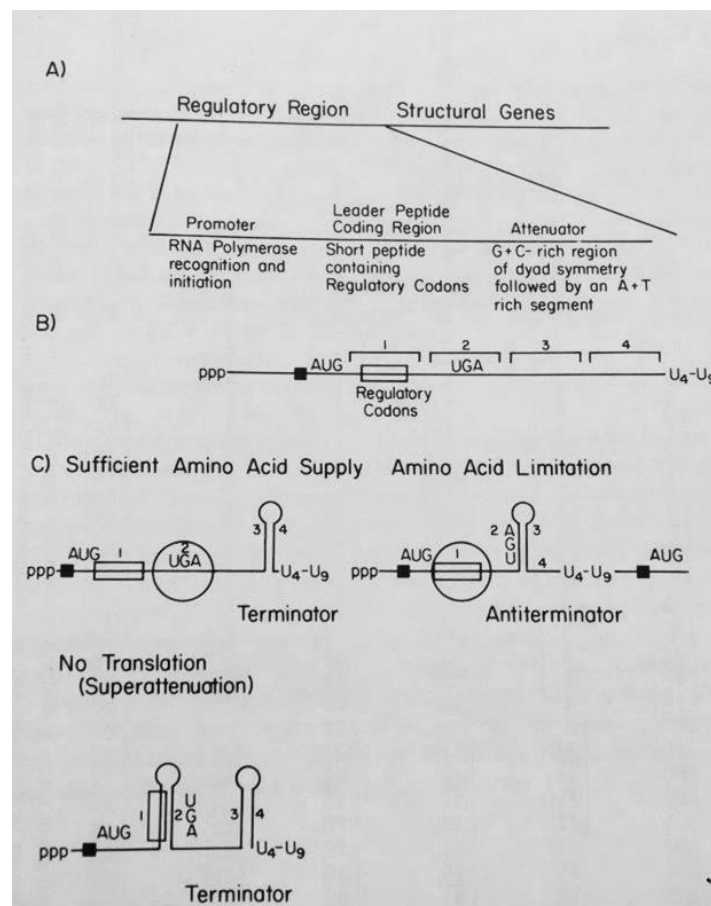 A)
Regulatory Region Structural Genes
Promoter
RNA Polymerase
recognition and
initiation
Leader Peptide
Coding Region
Short peptide
containing
Regulatory Codons
Attenuator
G+C-rich region
of dyad symmetry
followed by an A+T
rich segment
B)
1 2 3 4
ppp AUG UGA U4-U9
Regulatory
Codons
C) Sufficient Amino Acid Supply Amino Acid Limitation
ppp AUG 1 2 UGA 3 4 U4-U9
Terminator
ppp AUG 1 2 AGU 3 4 U4-U9 AUG
Antiterminator
No Translation
(Superattenuation)
ppp AUG 1 2 UGA 3 4 U4-U9
Terminator